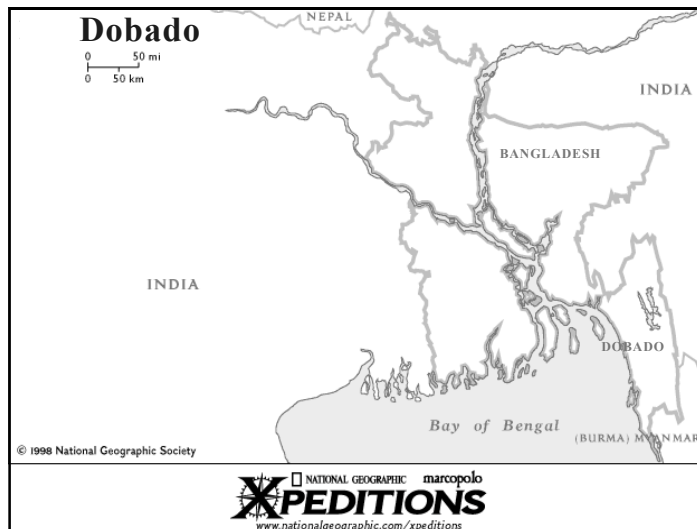 NEPAL
Dobado
0 50 mi
0 50 km
INDIA
BANGLADESH
INDIA
DOBADO
Bay of Bengal
(BURMA) MYANMAR
© 1998 National Geographic Society
NATIONAL GEOGRAPHIC marcopolo
XPEDITIONS
www.nationalgeographic.com/xpeditions